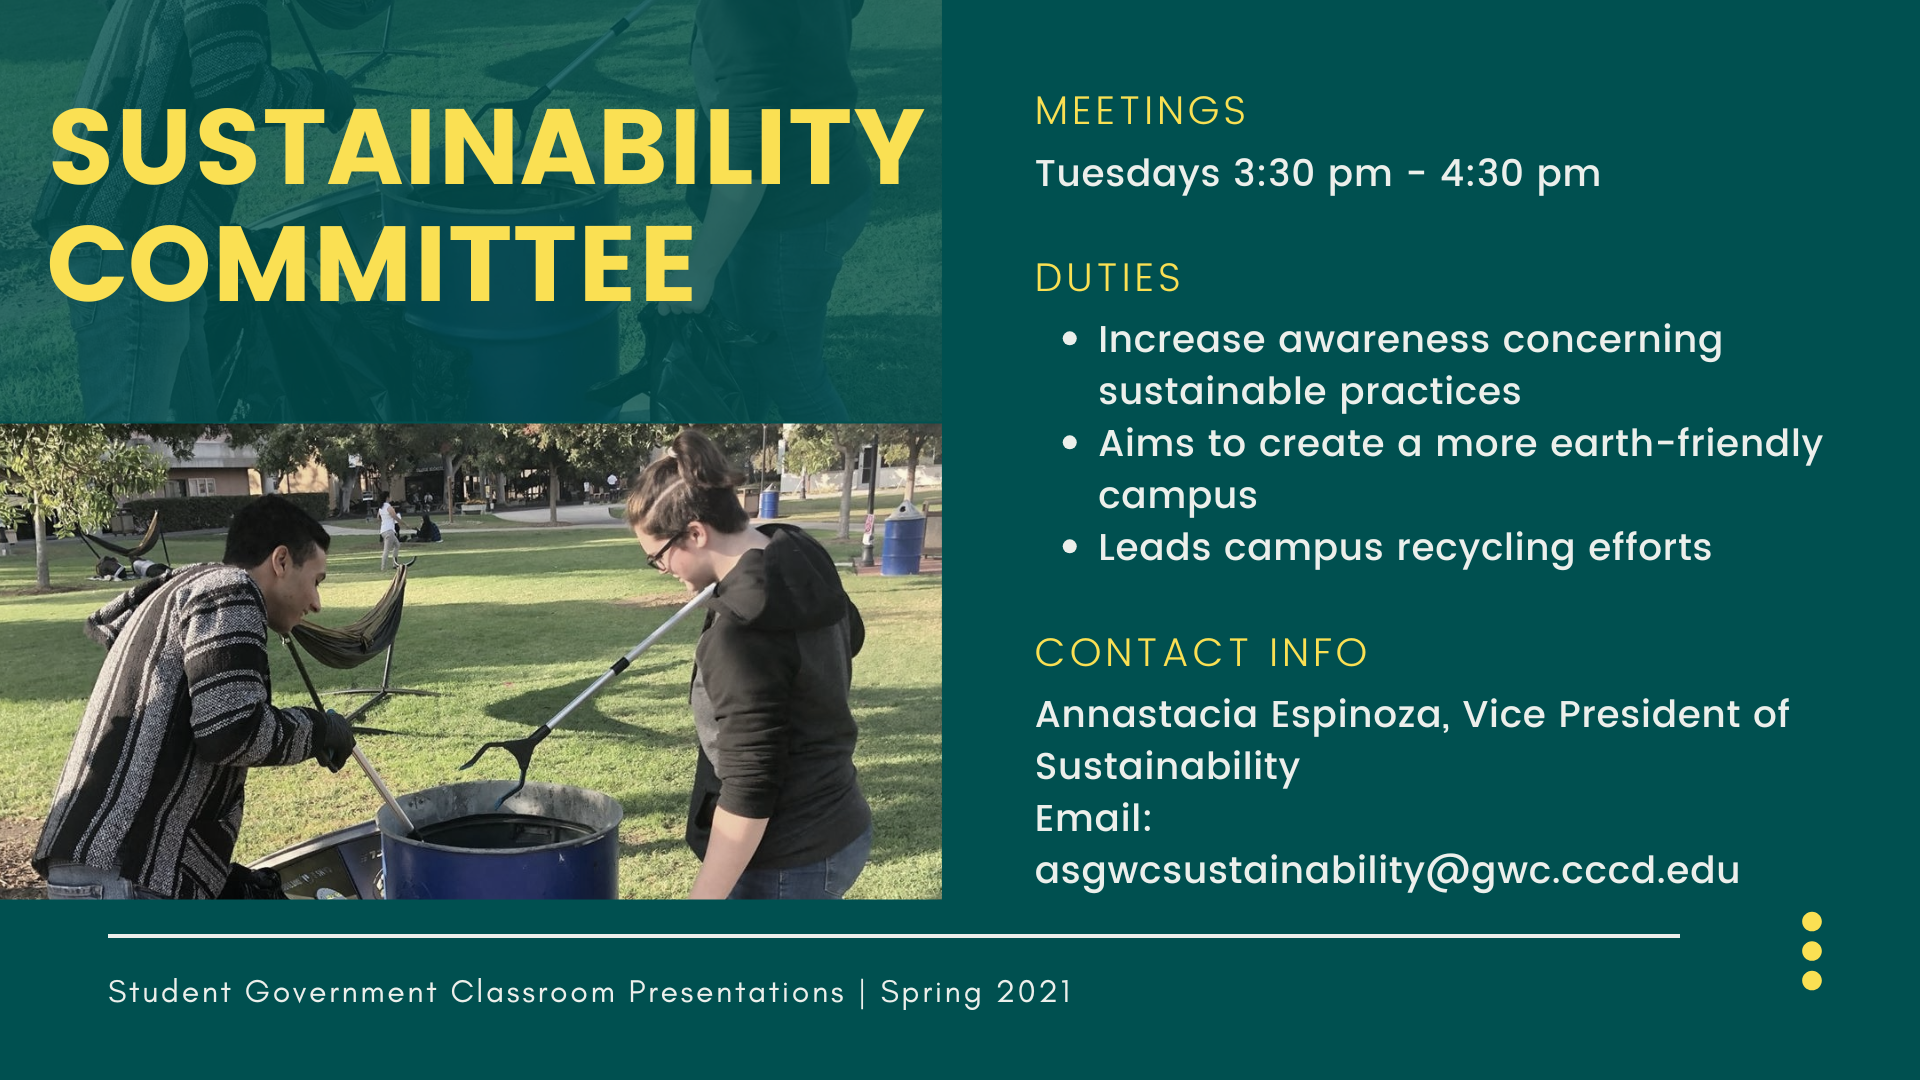 SUSTAINABILITY
COMMITTEE
MEETINGS
Tuesdays 3:30 pm - 4:30 pm
DUTIES
• Increase awareness concerning
sustainable practices
• Aims to create a more earth-friendly
campus
• Leads campus recycling efforts
CONTACT INFO
Annastacia Espinoza, Vice President of
Sustainability
Email:
asgwcsustainability@gwc.cccd.edu
Student Government Classroom Presentations | Spring 2021